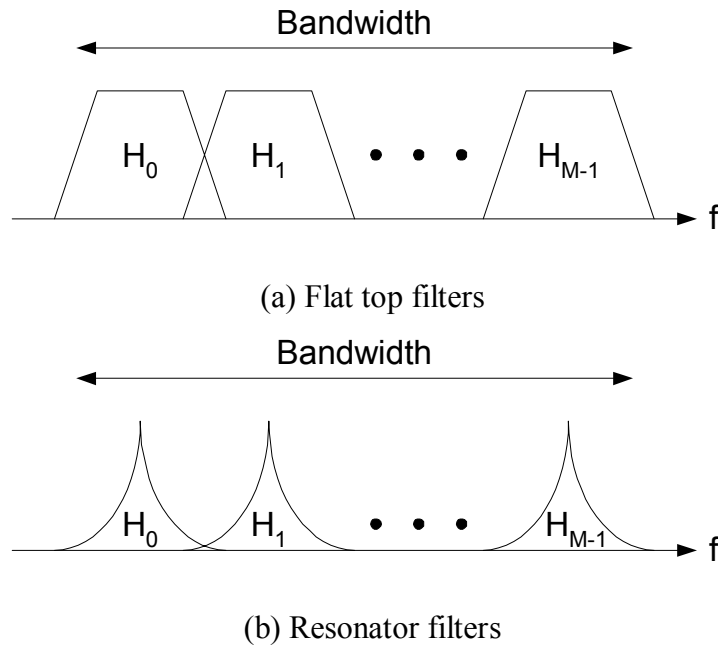 Bandwidth
H0 H1 • • • HM-1
f
(a) Flat top filters
Bandwidth
H0 H1 • • • HM-1
f
(b) Resonator filters